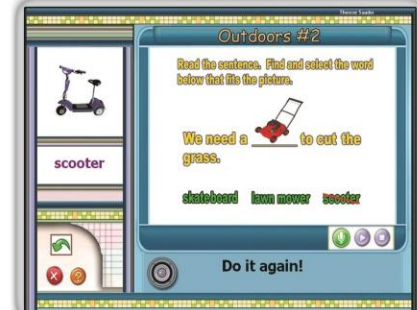 Outdoors #2
Read the sentence. Find and select the word
below that fits the picture.
We need a ______ to cut the
grass.
skateboard lawn mower scooter
scooter
Do it again!